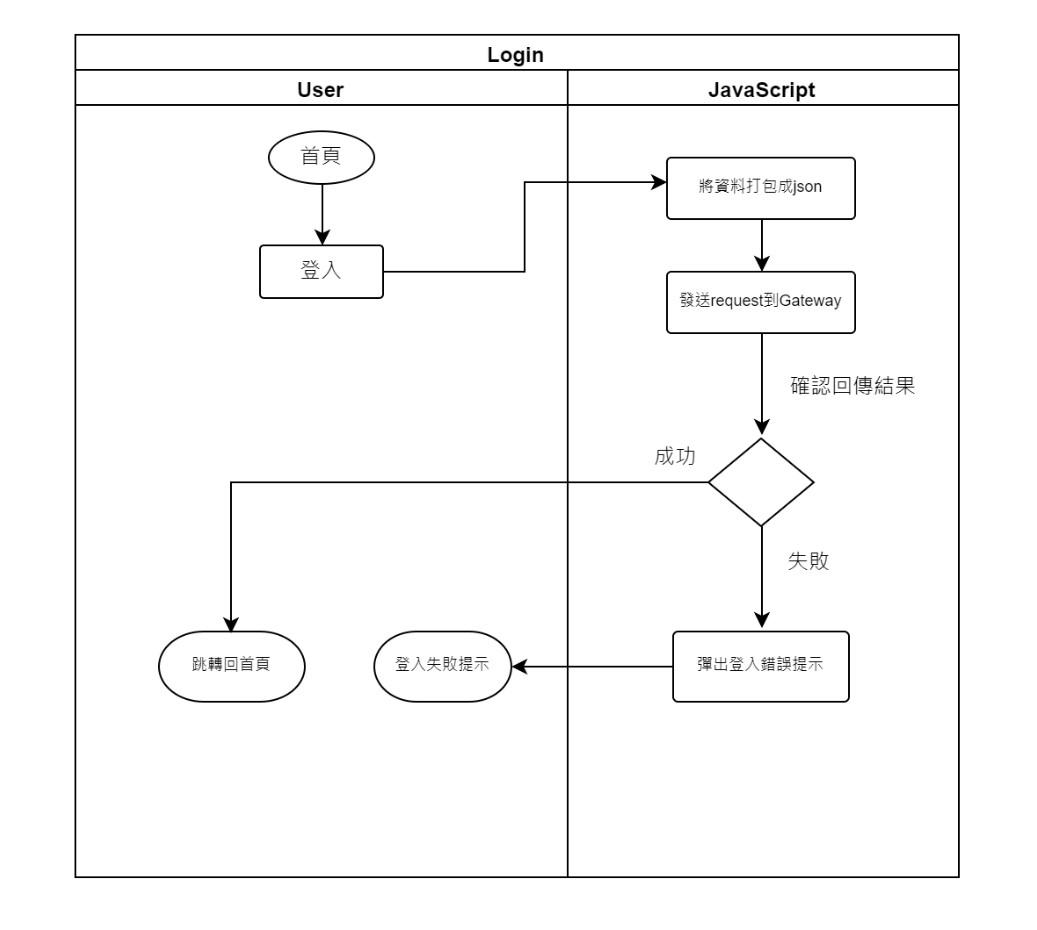 Login
User
JavaScript
首頁
登入
將資料打包成json
發送request到Gateway
確認回傳結果
成功
失敗
跳轉回首頁
登入失敗提示
彈出登入錯誤提示